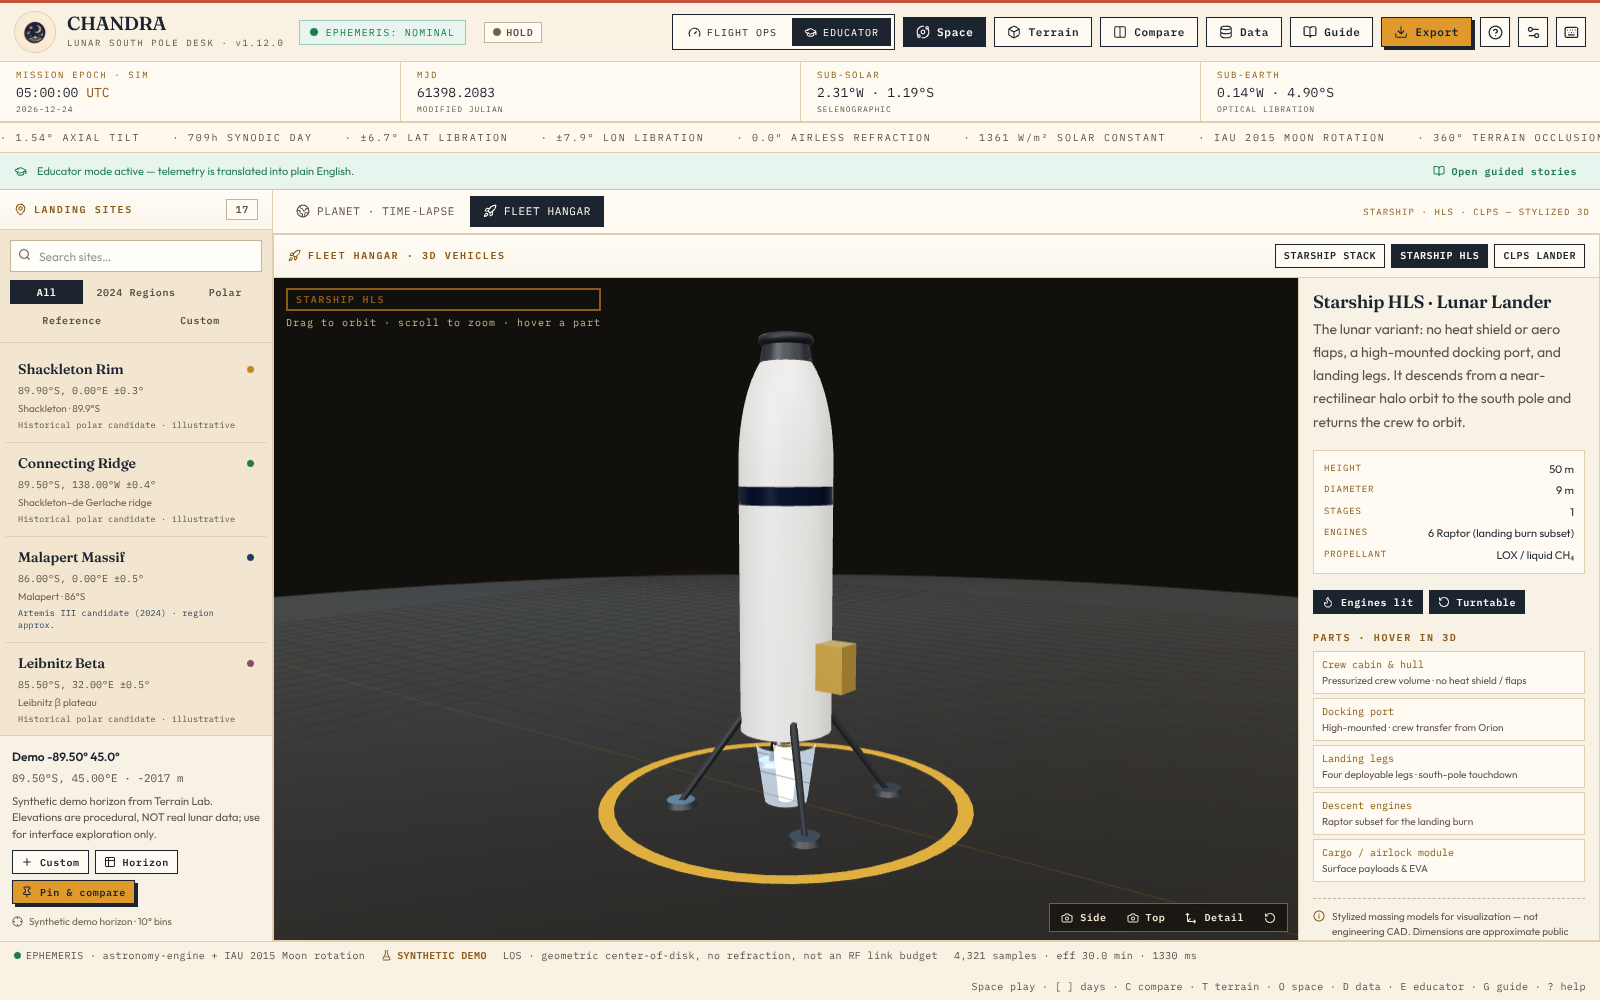 CHANDRA
LUNAR SOUTH POLE DESK · v1.12.0
EPHEMERIS: NOMINAL
HOLD
FLIGHT OPS
EDUCATOR
Space
Terrain
Compare
Data
Guide
Export
MISSION EPOCH · SIM
05:00:00 UTC
2026-12-24
MJD
61398.2083
MODIFIED JULIAN
SUB-SOLAR
2.31°W · 1.19°S
SELENOGRAPHIC
SUB-EARTH
0.14°W · 4.90°S
OPTICAL LIBRATION
· 1.54° AXIAL TILT · 709h SYNODIC DAY · ±6.7° LAT LIBRATION · ±7.9° LON LIBRATION · 0.0° AIRLESS REFRACTION · 1361 W/m² SOLAR CONSTANT · IAU 2015 MOON ROTATION · 360° TERRAIN OCCLUSION
Educator mode active — telemetry is translated into plain English.
Open guided stories
LANDING SITES
17
PLANET · TIME-LAPSE
FLEET HANGAR
STARSHIP · HLS · CLPS — STYLIZED 3D
Search sites…
All
2024 Regions
Polar
Reference
Custom
Shackleton Rim
89.90°S, 0.00°E ±0.3°
Shackleton · 89.9°S
Historical polar candidate · illustrative
Connecting Ridge
89.50°S, 138.00°W ±0.4°
Shackleton–de Gerlache ridge
Historical polar candidate · illustrative
Malapert Massif
86.00°S, 0.00°E ±0.5°
Malapert · 86°S
Artemis III candidate (2024) · region
approx.
Leibnitz Beta
85.50°S, 32.00°E ±0.5°
Leibnitz β plateau
Historical polar candidate · illustrative
Demo -89.50° 45.0°
89.50°S, 45.00°E · -2017 m
Synthetic demo horizon from Terrain Lab.
Elevations are procedural, NOT real lunar data; use
for interface exploration only.
Custom
Horizon
Pin & compare
Synthetic demo horizon · 10° bins
FLEET HANGAR · 3D VEHICLES
STARSHIP STACK
STARSHIP HLS
CLPS LANDER
STARSHIP HLS
Drag to orbit · scroll to zoom · hover a part
Side
Top
Detail
Starship HLS · Lunar Lander
The lunar variant: no heat shield or aero
flaps, a high-mounted docking port, and
landing legs. It descends from a near-
rectilinear halo orbit to the south pole and
returns the crew to orbit.
HEIGHT 50 m
DIAMETER 9 m
STAGES 1
ENGINES 6 Raptor (landing burn subset)
PROPELLANT LOX / liquid CH₄
Engines lit
Turntable
PARTS · HOVER IN 3D
Crew cabin & hull
Pressurized crew volume · no heat shield / flaps
Docking port
High-mounted · crew transfer from Orion
Landing legs
Four deployable legs · south-pole touchdown
Descent engines
Raptor subset for the landing burn
Cargo / airlock module
Surface payloads & EVA
Stylized massing models for visualization — not
engineering CAD. Dimensions are approximate public
EPHEMERIS · astronomy-engine + IAU 2015 Moon rotation
SYNTHETIC DEMO
LOS · geometric center-of-disk, no refraction, not an RF link budget
4,321 samples · eff 30.0 min · 1330 ms
Space play · [ ] days · C compare · T terrain · O space · D data · E educator · G guide · ? help